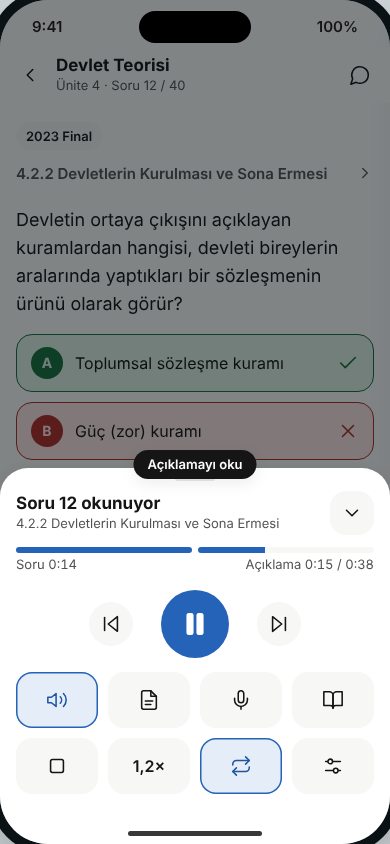 9:41
100%
Devlet Teorisi
Ünite 4 · Soru 12 / 40
2023 Final
4.2.2 Devletlerin Kurulması ve Sona Ermesi
Devletin ortaya çıkışını açıklayan
kuramlardan hangisi, devleti bireylerin
aralarında yaptıkları bir sözleşmenin
ürünü olarak görür?
A Toplumsal sözleşme kuramı
B Güç (zor) kuramı
Açıklamayı oku
Soru 12 okunuyor
4.2.2 Devletlerin Kurulması ve Sona Ermesi
Soru 0:14
Açıklama 0:15 / 0:38
1,2×